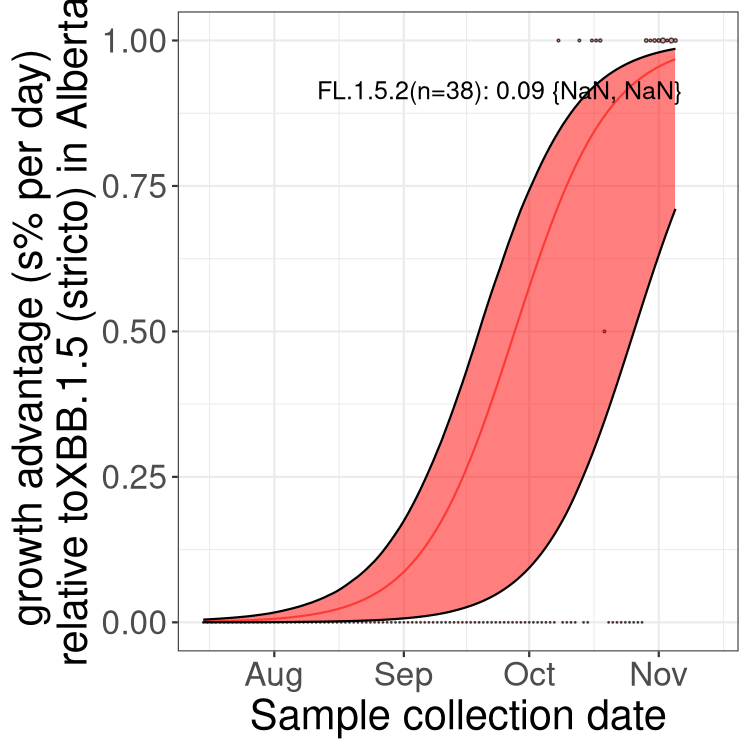 growth advantage (s% per day)
relative toXBB.1.5 (stricto) in Alberta
1.00
0.75
0.50
0.25
0.00
FL.1.5.2(n=38): 0.09 {NaN, NaN}
Aug Sep Oct Nov
Sample collection date